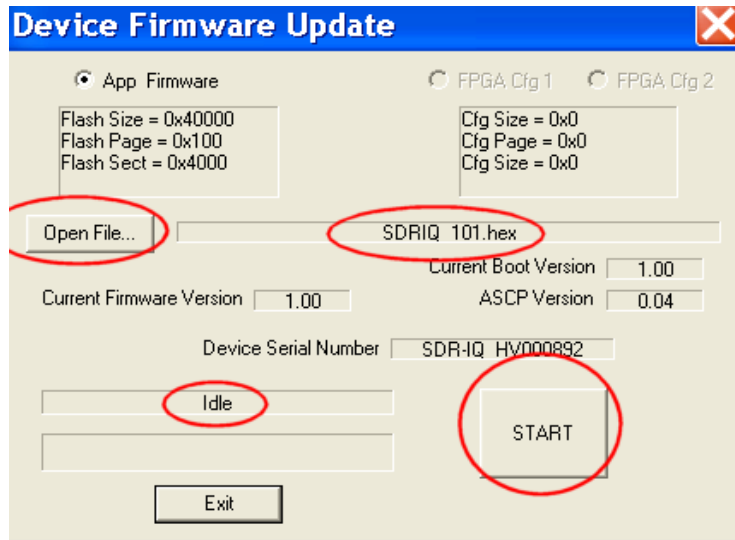 Device Firmware Update
App Firmware
FPGA Cfg 1
FPGA Cfg 2
Flash Size = 0x40000
Flash Page = 0x100
Flash Sect = 0x4000
Cfg Size = 0x0
Cfg Page = 0x0
Cfg Size = 0x0
Open File...
SDRIQ 101.hex
Current Boot Version 1.00
Current Firmware Version 1.00
ASCP Version 0.04
Device Serial Number SDR-IQ HV000892
Idle
START
Exit